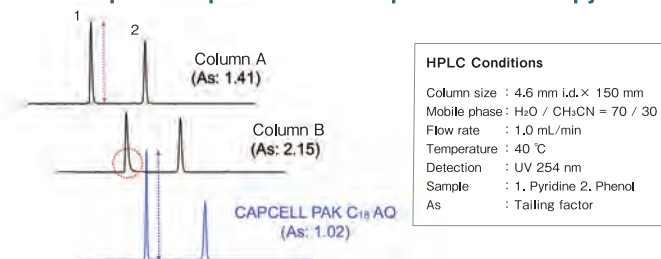 1
2
Column A
(As: 1.41)
Column B
(As: 2.15)
CAPCELL PAK C₁₈ AQ
(As: 1.02)
HPLC Conditions
Column size : 4.6 mm i.d. × 150 mm
Mobile phase : H₂O / CH₃CN = 70 / 30
Flow rate : 1.0 mL/min
Temperature : 40 ℃
Detection : UV 254 nm
Sample : 1. Pyridine 2. Phenol
As : Tailing factor